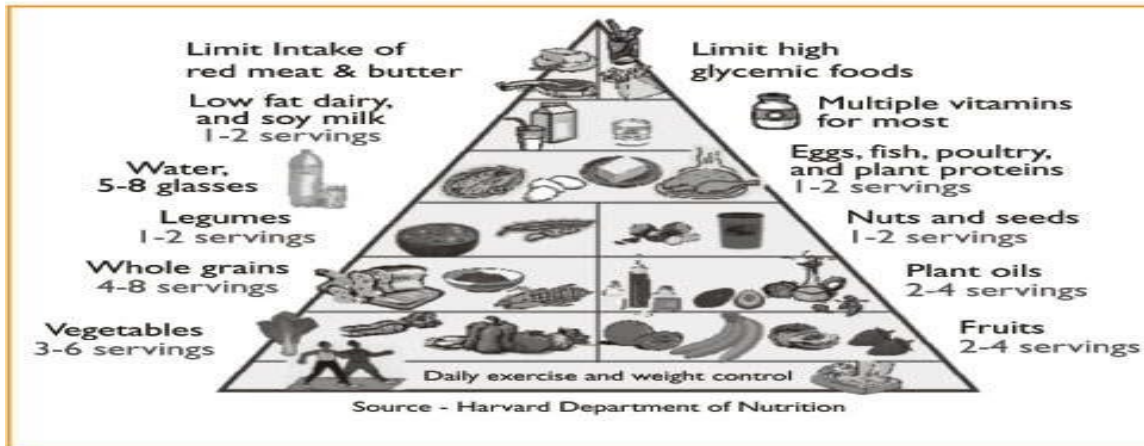 Limit Intake of
red meat & butter
Limit high
glycemic foods
Low fat dairy,
and soy milk
1-2 servings
Multiple vitamins
for most
Water,
5-8 glasses
Eggs, fish, poultry,
and plant proteins
1-2 servings
Legumes
1-2 servings
Nuts and seeds
1-2 servings
Whole grains
4-8 servings
Plant oils
2-4 servings
Vegetables
3-6 servings
Fruits
2-4 servings
Daily exercise and weight control
Source - Harvard Department of Nutrition